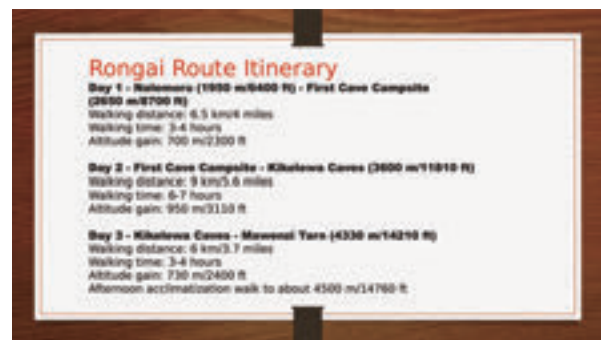 Rongai Route Itinerary
Day 1 - Nalemoru (1950 m/6400 ft) - First Cave Campsite
(2650 m/8700 ft)
Walking distance: 6.5 km/4 miles
Walking time: 3-4 hours
Altitude gain: 700 m/2300 ft
Day 2 - First Cave Campsite - Kikelewa Caves (3600 m/11810 ft)
Walking distance: 9 km/5.6 miles
Walking time: 6-7 hours
Altitude gain: 950 m/3110 ft
Day 3 - Kikelewa Caves - Mawenzi Tarn (4330 m/14210 ft)
Walking distance: 6 km/3.7 miles
Walking time: 3-4 hours
Altitude gain: 730 m/2400 ft
Afternoon acclimatization walk to about 4500 m/14760 ft